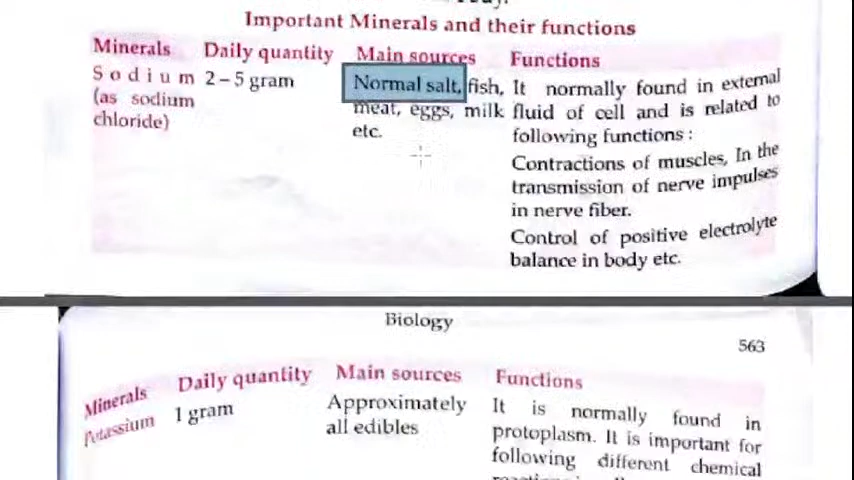 Important Minerals and their functions
Minerals Daily quantity Main sources Functions
Sodium 2 – 5 gram Normal salt, fish, It normally found in external
(as sodium meat, eggs, milk fluid of cell and is related to
chloride) etc. following functions :
Contractions of muscles, In the
transmission of nerve impulses
in nerve fiber.
Control of positive electrolyte
balance in body etc.
Biology
563
Minerals Daily quantity Main sources Functions
Potassium 1 gram Approximately It is normally found in
all edibles protoplasm. It is important for
following different chemical